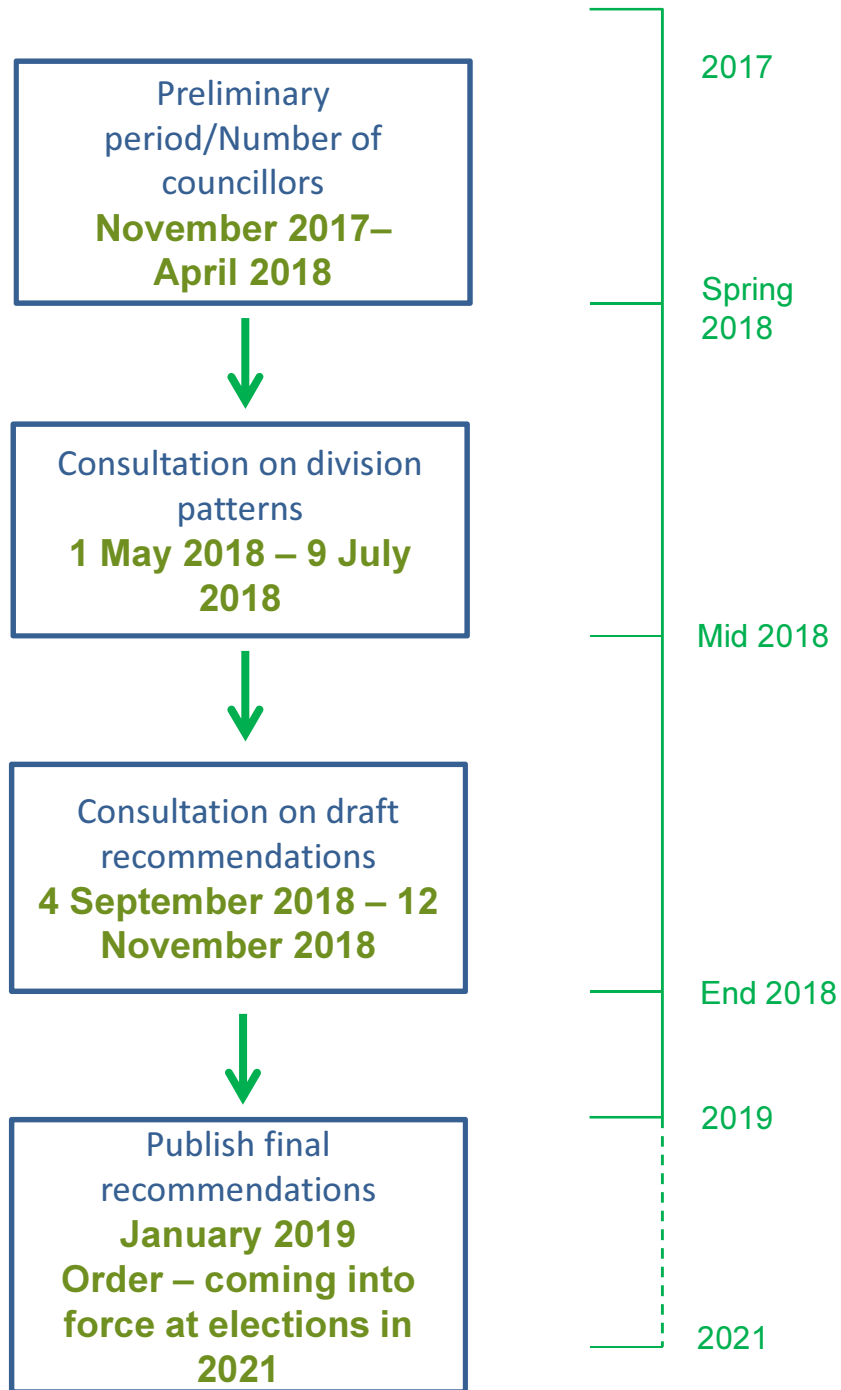 Preliminary
period/Number of
councillors
November 2017–
April 2018
Consultation on division
patterns
1 May 2018 – 9 July
2018
Consultation on draft
recommendations
4 September 2018 – 12
November 2018
Publish final
recommendations
January 2019
Order – coming into
force at elections in
2021
2017
Spring
2018
Mid 2018
End 2018
2019
2021